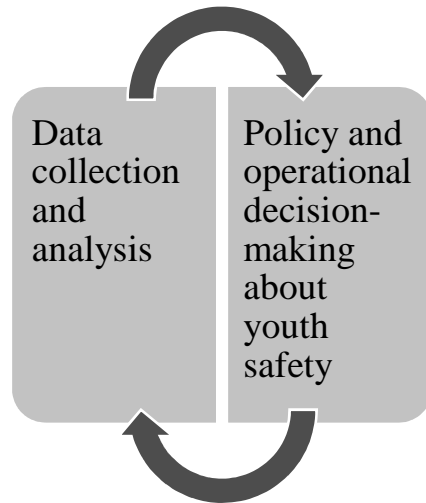 Data
collection
and
analysis
Policy and
operational
decision-
making
about
youth
safety